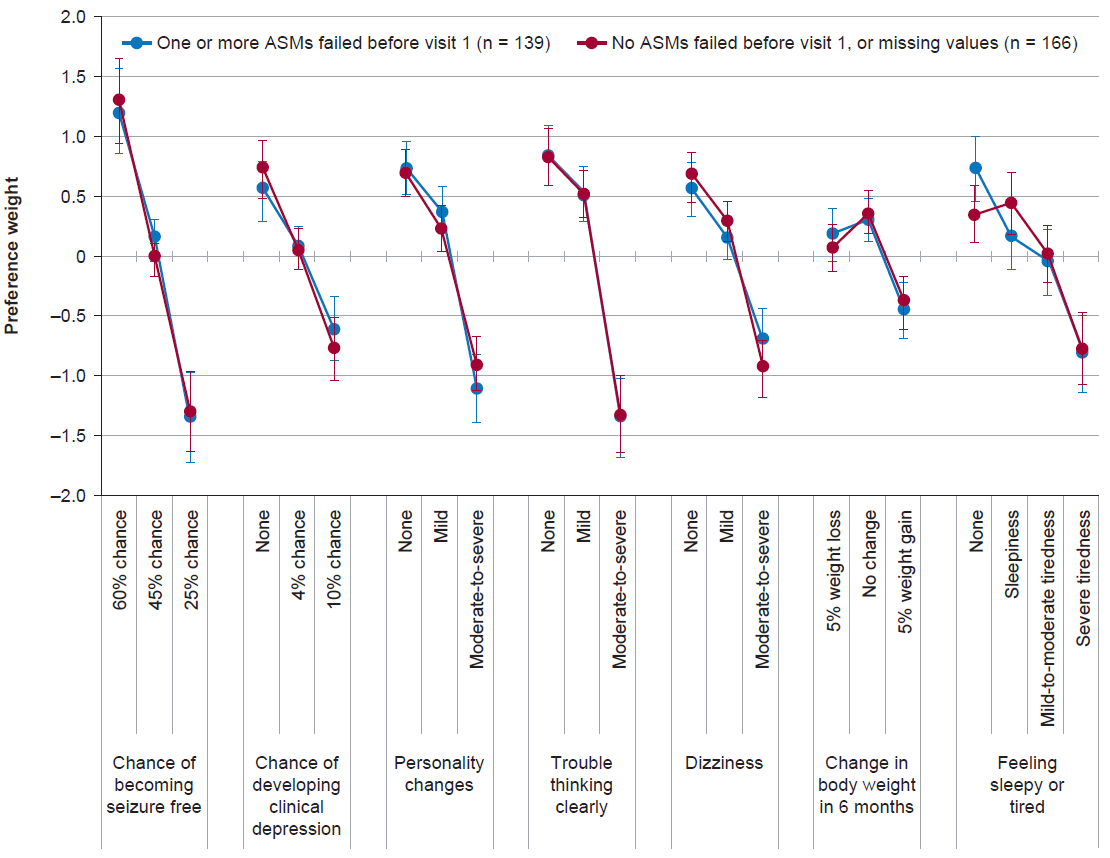 2.0
One or more ASMs failed before visit 1 (n = 139)
No ASMs failed before visit 1, or missing values (n = 166)
1.5
1.0
0.5
0
–0.5
–1.0
–1.5
–2.0
Preference weight
60% chance
45% chance
25% chance
None
4% chance
10% chance
None
Mild
Moderate-to-severe
None
Mild
Moderate-to-severe
None
Mild
Moderate-to-severe
5% weight loss
No change
5% weight gain
None
Sleepiness
Mild-to-moderate tiredness
Severe tiredness
Chance of
becoming
seizure free
Chance of
developing
clinical
depression
Personality
changes
Trouble
thinking
clearly
Dizziness
Change in
body weight
in 6 months
Feeling
sleepy or
tired